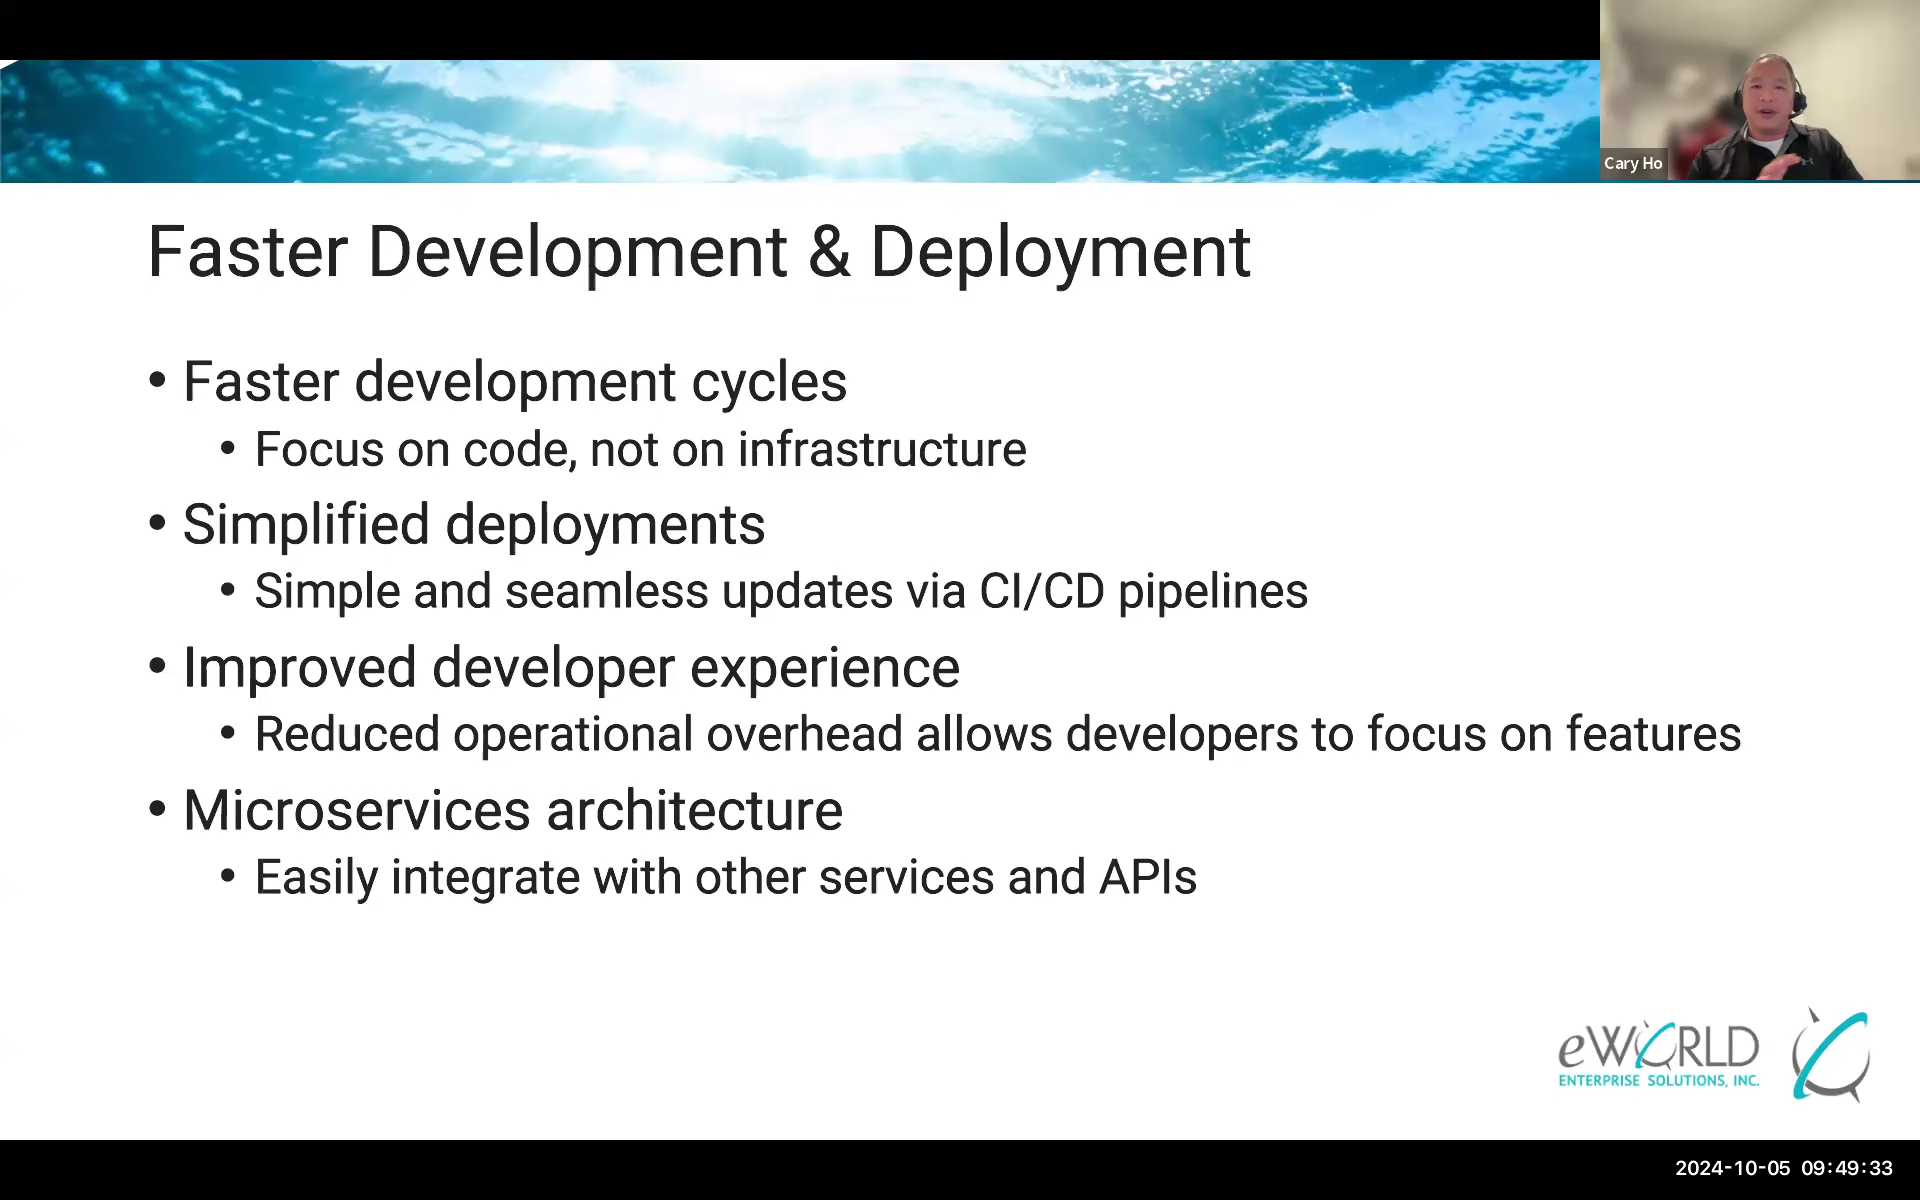 Cary Ho
Faster Development & Deployment
• Faster development cycles
• Focus on code, not on infrastructure
• Simplified deployments
• Simple and seamless updates via CI/CD pipelines
• Improved developer experience
• Reduced operational overhead allows developers to focus on features
• Microservices architecture
• Easily integrate with other services and APIs
eWORLD
ENTERPRISE SOLUTIONS, INC.
2024-10-05 09:49:33